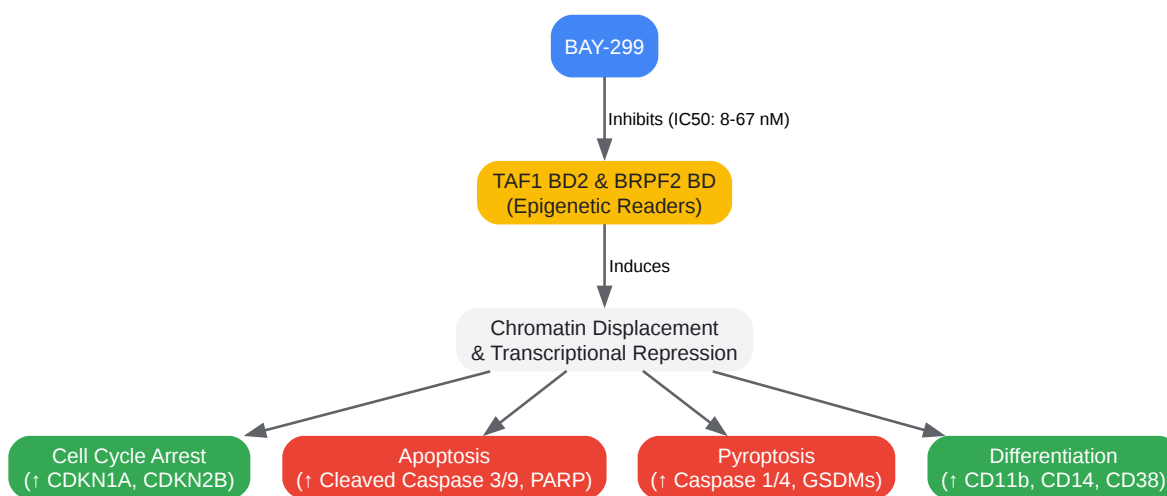 BAY-299
Inhibits (IC50: 8-67 nM)
TAF1 BD2 & BRPF2 BD
(Epigenetic Readers)
Induces
Chromatin Displacement
& Transcriptional Repression
Cell Cycle Arrest
(↑ CDKN1A, CDKN2B)
Apoptosis
(↑ Cleaved Caspase 3/9, PARP)
Pyroptosis
(↑ Caspase 1/4, GSDMs)
Differentiation
(↑ CD11b, CD14, CD38)